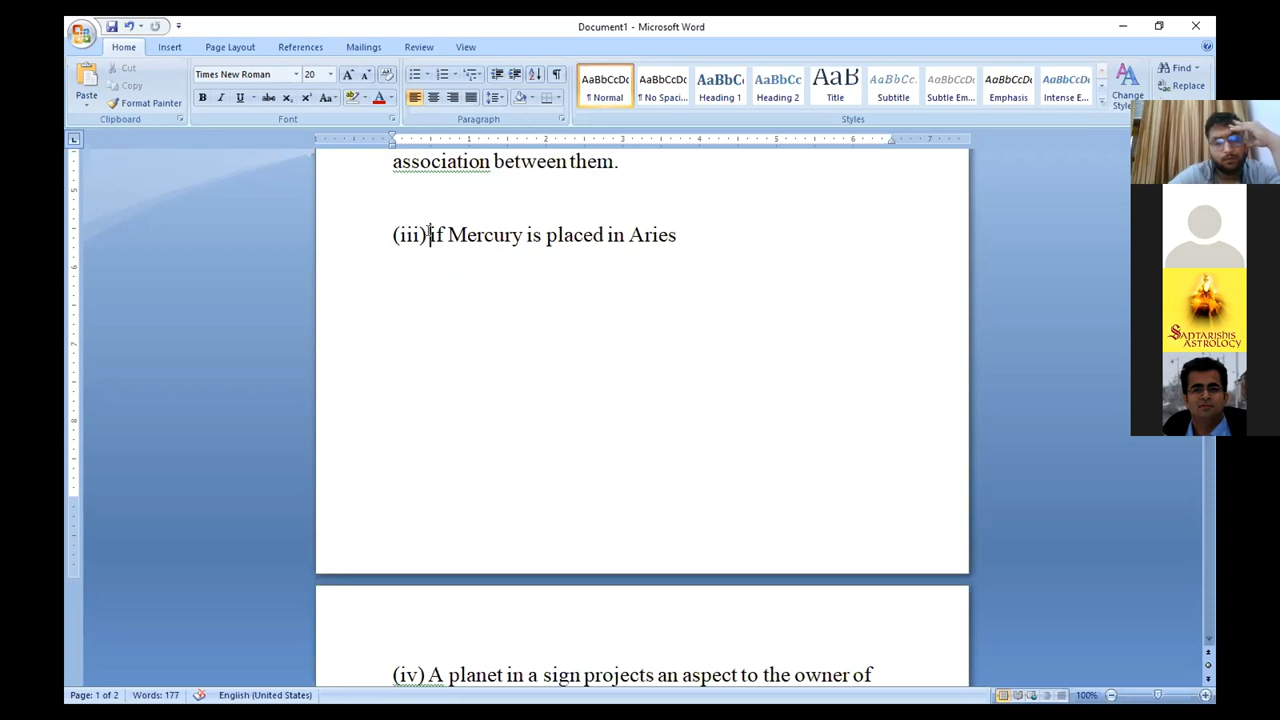 Document1 - Microsoft Word
Home Insert Page Layout References Mailings Review View
Cut
Copy
Format Painter
Paste
Clipboard
Times New Roman 20
Font
Paragraph
AaBbCcDc AaBbCcDc AaBbC AaBbCc AaB AaBbCc. AaBbCcDc AaBbCcDc AaBbCcDc
¶ Normal ¶ No Spaci... Heading 1 Heading 2 Title Subtitle Subtle Em... Emphasis Intense E...
Styles
Change
Find
Replace
association between them.
(iii) if Mercury is placed in Aries
(iv) A planet in a sign projects an aspect to the owner of
SAPTARISHIS
ASTROLOGY
Page: 1 of 2 Words: 177 English (United States) 100%